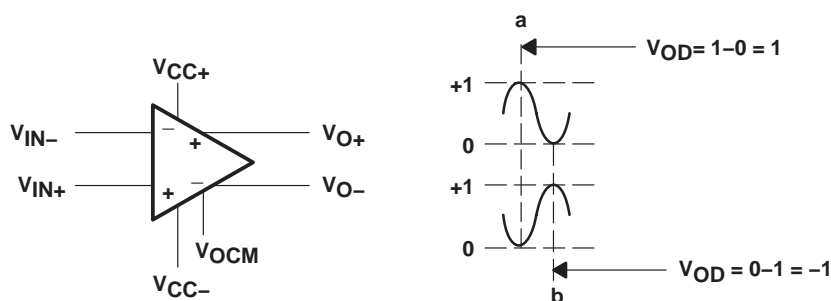 VCC+
VIN–
VO+
VIN+
VO–
VOCM
VCC–
– + + –
a
VOD= 1–0 = 1
+1
0
+1
0
VOD = 0–1 = –1
b